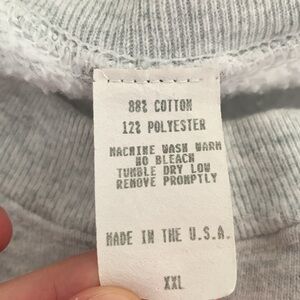 88% COTTON
12% POLYESTER
MACHINE WASH WARM
NO BLEACH
TUMBLE DRY LOW
REMOVE PROMPTLY
MADE IN THE U.S.A.
XXL